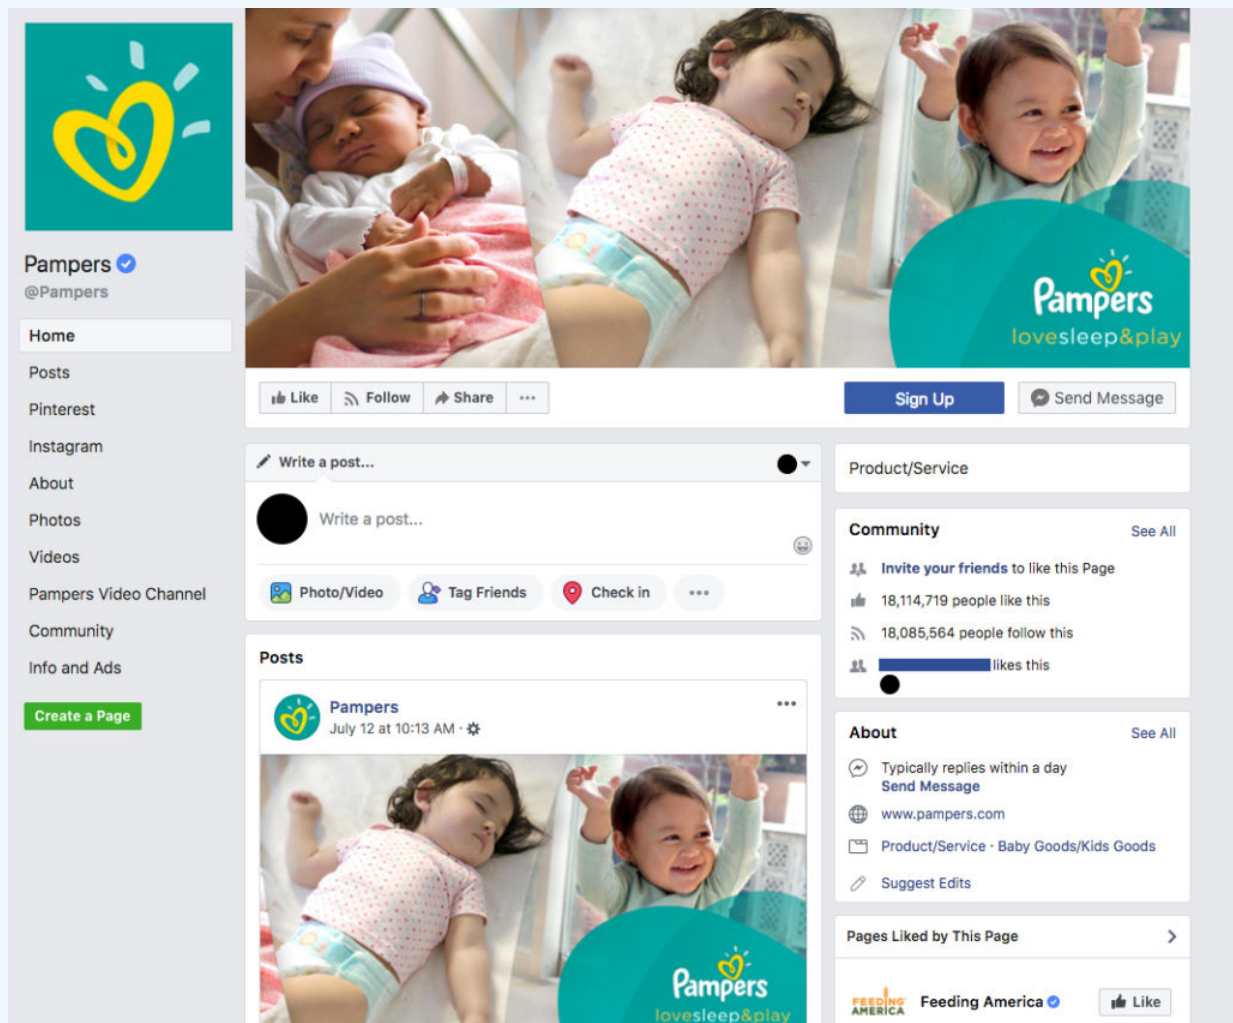 Pampers
@Pampers
Home
Posts
Pinterest
Instagram
About
Photos
Videos
Pampers Video Channel
Community
Info and Ads
Create a Page
Pampers
lovesleep&play
Like
Follow
Share
Sign Up
Send Message
Write a post...
Write a post...
Photo/Video
Tag Friends
Check in
Posts
Pampers
July 12 at 10:13 AM ·
Pampers
lovesleep&play
Product/Service
Community See All
Invite your friends to like this Page
18,114,719 people like this
18,085,564 people follow this
likes this
About See All
Typically replies within a day
Send Message
www.pampers.com
Product/Service · Baby Goods/Kids Goods
Suggest Edits
Pages Liked by This Page
FEEDING
AMERICA
Feeding America
Like